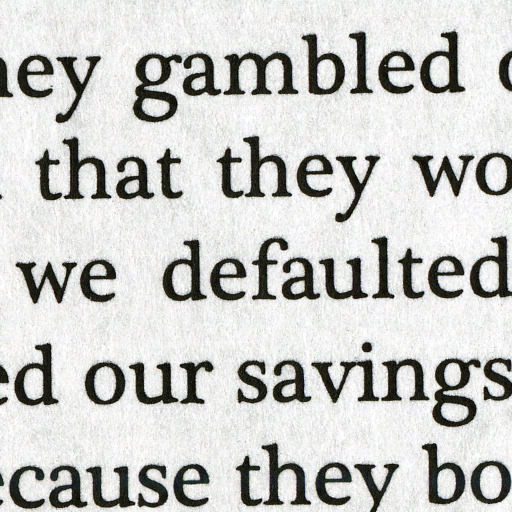 hey gambled
that they wo
we defaulted
ed our savings
ecause they bo